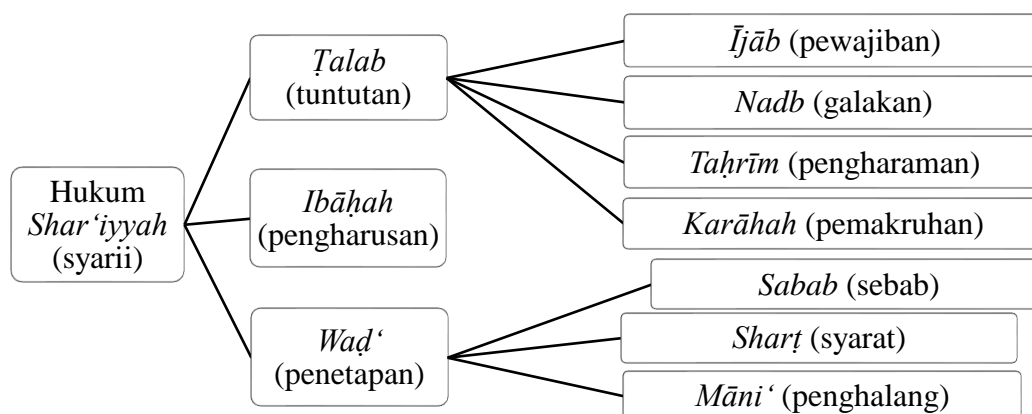 Hukum
Shar‘iyyah
(syarii)
Ṭalab
(tuntutan)
Ījāb (pewajiban)
Nadb (galakan)
Taḥrīm (pengharaman)
Karāhah (pemakruhan)
Ibāḥah
(pengharusan)
Waḍ‘
(penetapan)
Sabab (sebab)
Sharṭ (syarat)
Māni‘ (penghalang)